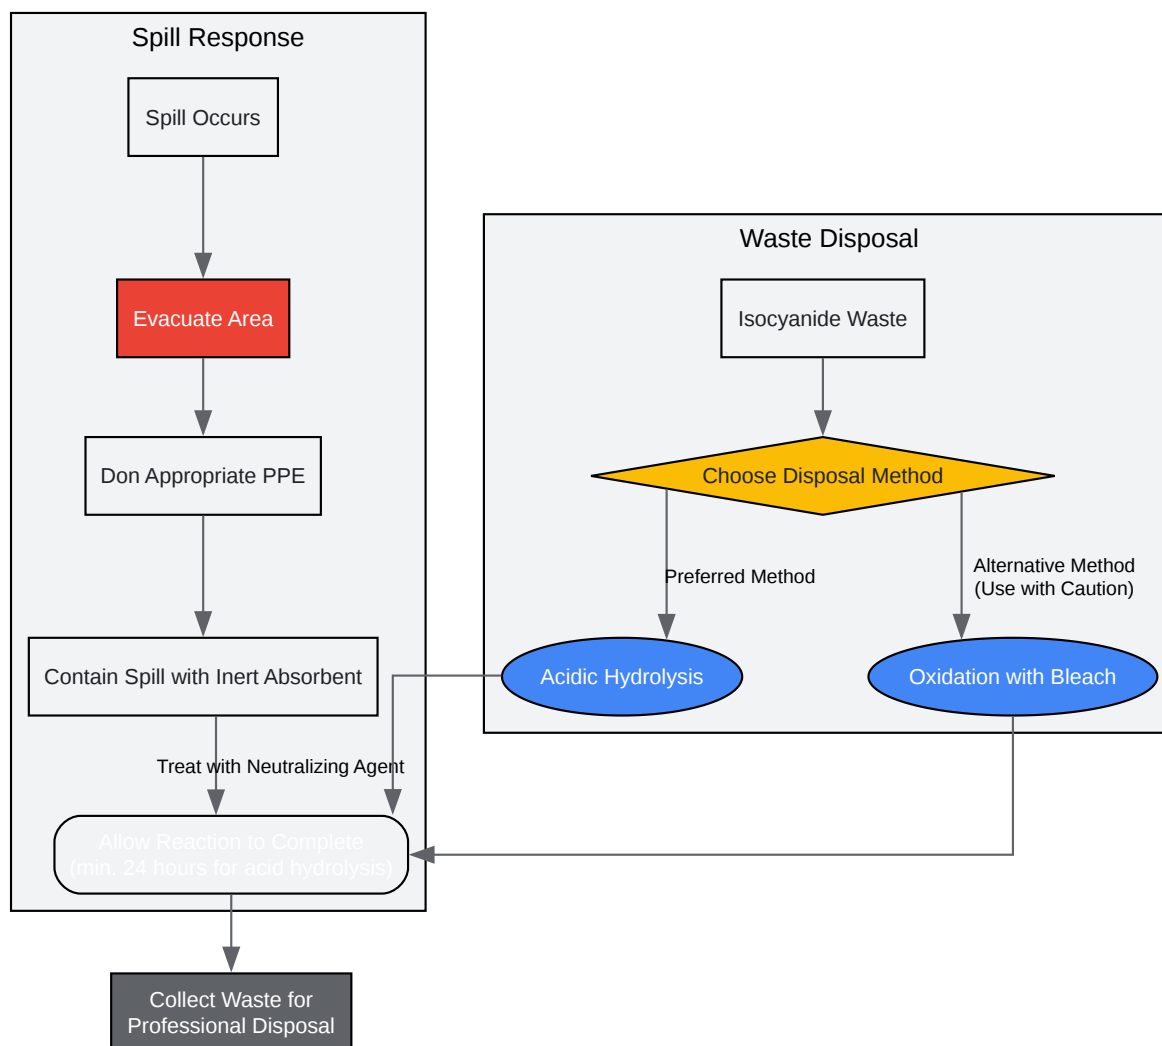 Spill Response
Spill Occurs
Evacuate Area
Don Appropriate PPE
Contain Spill with Inert Absorbent
Treat with Neutralizing Agent
Allow Reaction to Complete
(min. 24 hours for acid hydrolysis)
Collect Waste for
Professional Disposal
Waste Disposal
Isocyanide Waste
Choose Disposal Method
Preferred Method
Alternative Method
(Use with Caution)
Acidic Hydrolysis
Oxidation with Bleach